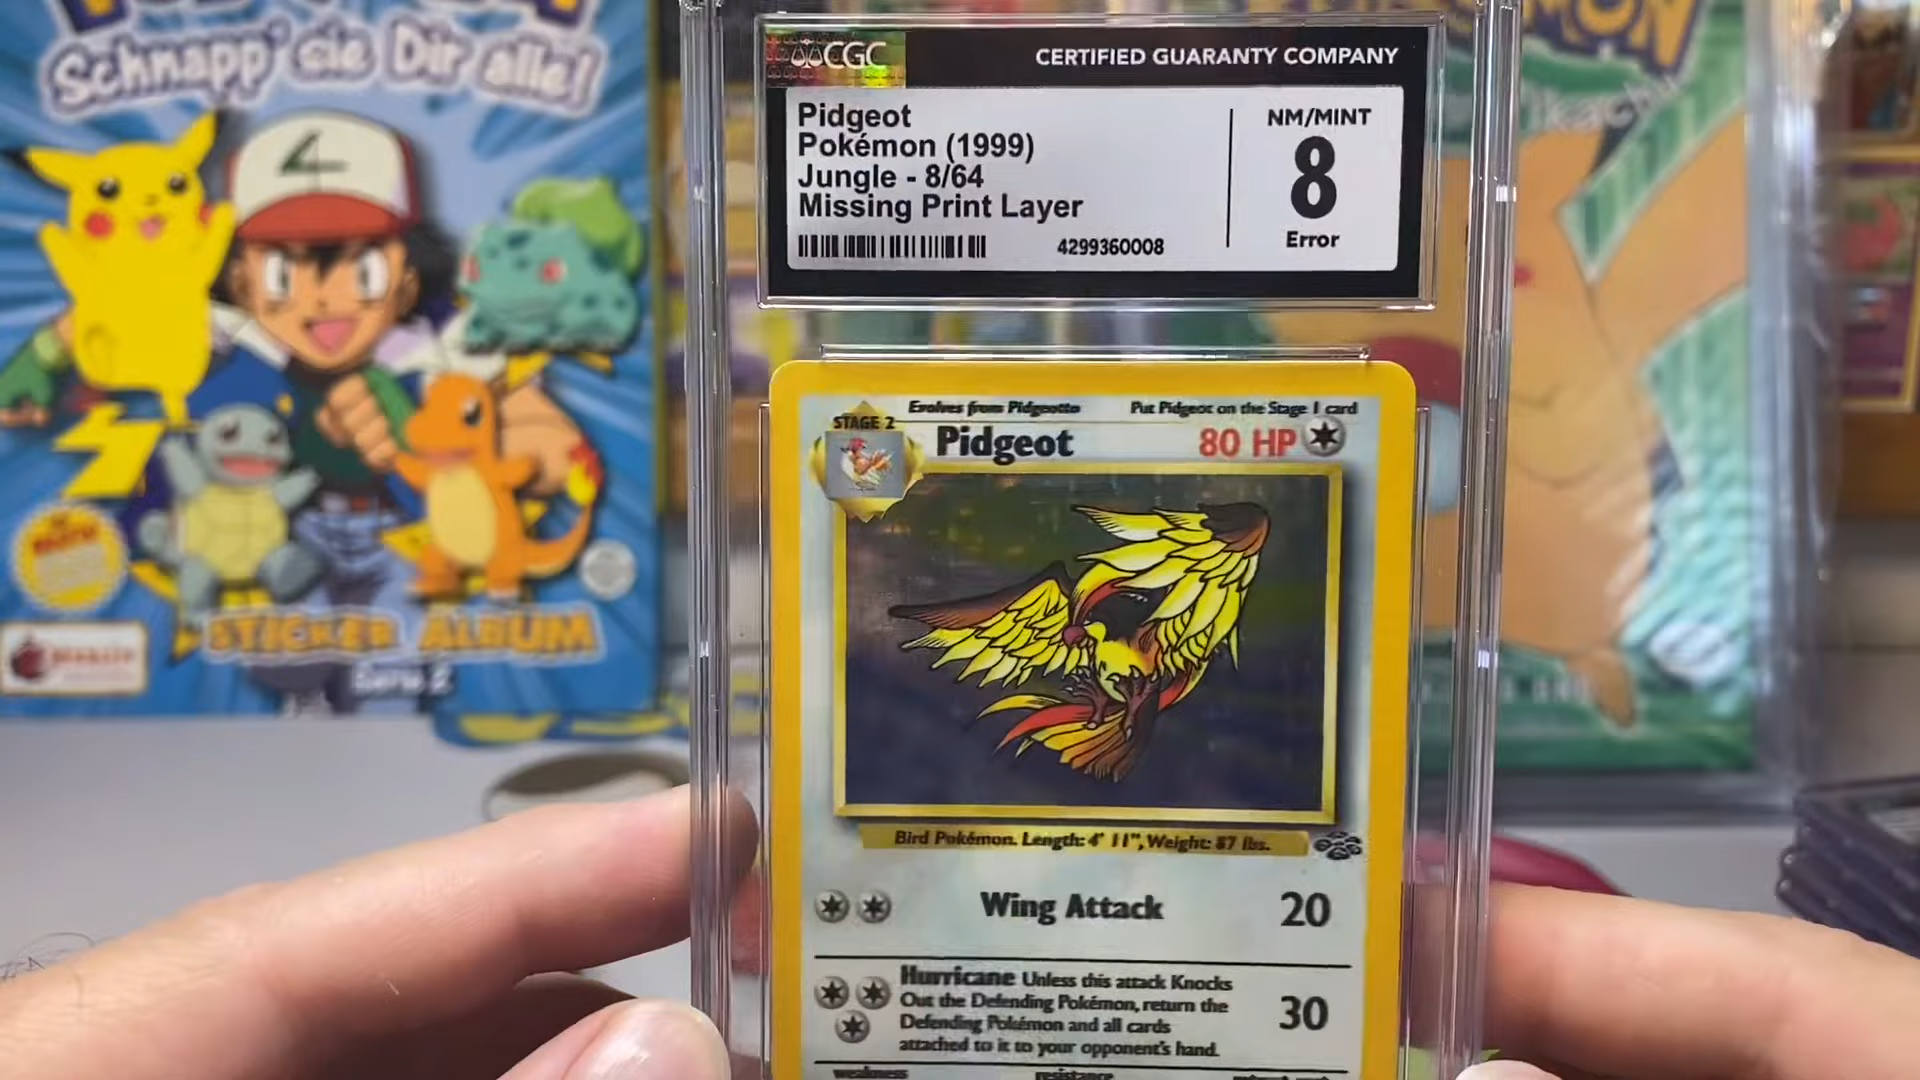 Schnapp' sie Dir alle!
STICKER ALBUM
Serie 2
CGC
CERTIFIED GUARANTY COMPANY
Pidgeot
Pokémon (1999)
Jungle - 8/64
Missing Print Layer
4299360008
NM/MINT
8
Error
Evolves from Pidgeotto
Put Pidgeot on the Stage 1 card
STAGE 2
Pidgeot
80 HP
Bird Pokémon. Length: 4' 11", Weight: 87 lbs.
Wing Attack
20
Hurricane Unless this attack Knocks
Out the Defending Pokémon, return the
Defending Pokémon and all cards
attached to it to your opponent's hand.
30
weakness
resistance